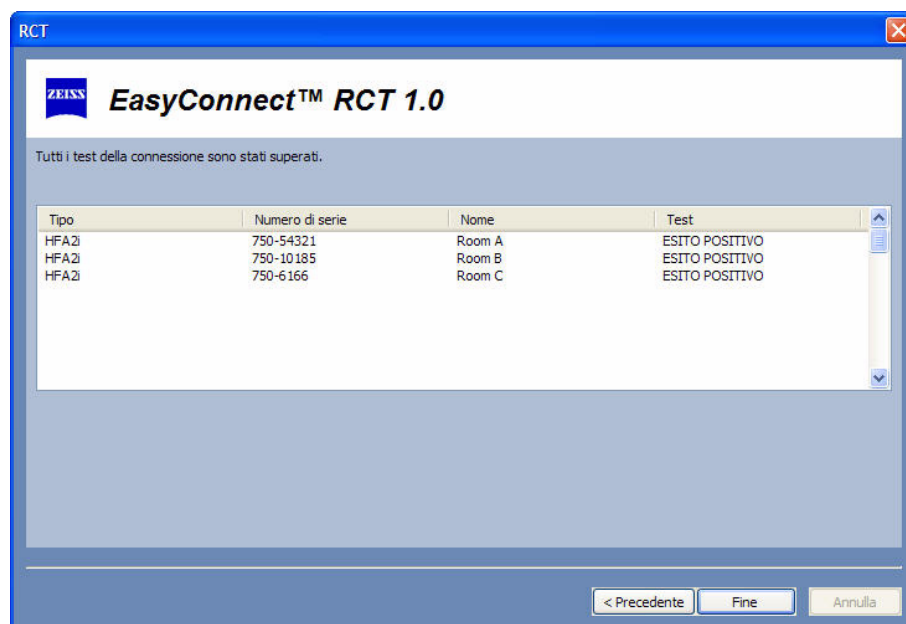 RCT
ZEISS
EasyConnect™ RCT 1.0
Tutti i test della connessione sono stati superati.
Tipo Numero di serie Nome Test
HFA2i 750-54321 Room A ESITO POSITIVO
HFA2i 750-10185 Room B ESITO POSITIVO
HFA2i 750-6166 Room C ESITO POSITIVO
< Precedente Fine Annulla